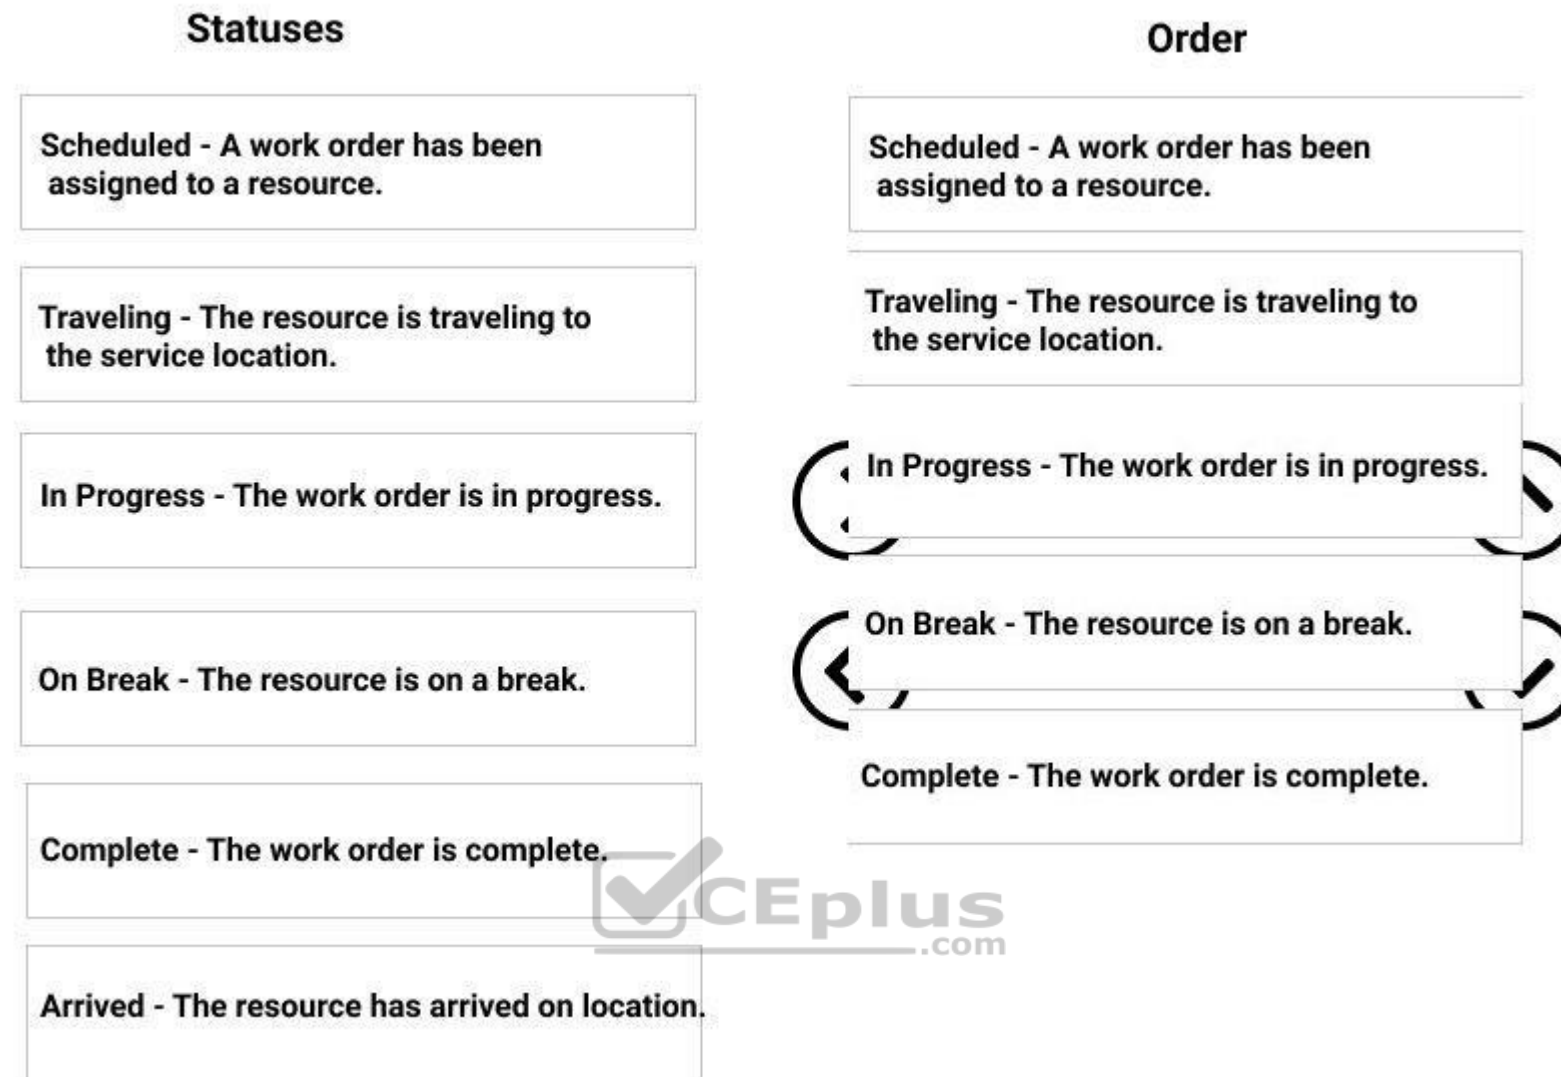 Statuses
Scheduled - A work order has been
assigned to a resource.
Traveling - The resource is traveling to
the service location.
In Progress - The work order is in progress.
On Break - The resource is on a break.
Complete - The work order is complete.
Arrived - The resource has arrived on location.
Order
Scheduled - A work order has been
assigned to a resource.
Traveling - The resource is traveling to
the service location.
In Progress - The work order is in progress.
On Break - The resource is on a break.
Complete - The work order is complete.
CEplus
.com